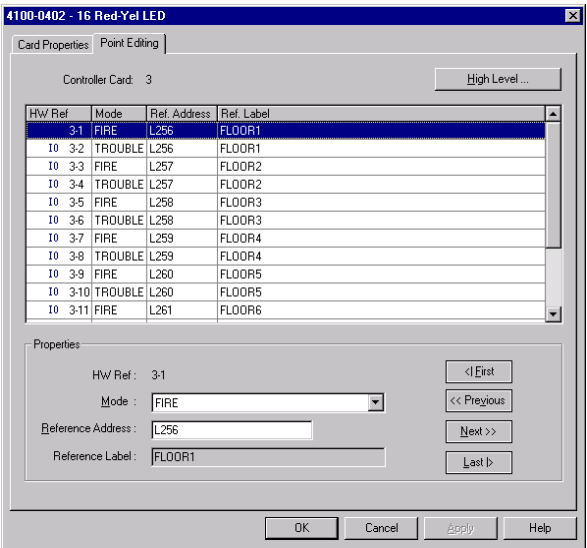 4100-0402 - 16 Red-Yel LED
Card Properties Point Editing
Controller Card: 3 High Level ...
HW Ref Mode Ref. Address Ref. Label
3-1 FIRE L256 FLOOR1
IO 3-2 TROUBLE L256 FLOOR1
IO 3-3 FIRE L257 FLOOR2
IO 3-4 TROUBLE L257 FLOOR2
IO 3-5 FIRE L258 FLOOR3
IO 3-6 TROUBLE L258 FLOOR3
IO 3-7 FIRE L259 FLOOR4
IO 3-8 TROUBLE L259 FLOOR4
IO 3-9 FIRE L260 FLOOR5
IO 3-10 TROUBLE L260 FLOOR5
IO 3-11 FIRE L261 FLOOR6
Properties
HW Ref : 3-1 <| First
Mode : FIRE << Previous
Reference Address : L256 Next >>
Reference Label : FLOOR1 Last |>
OK Cancel Apply Help